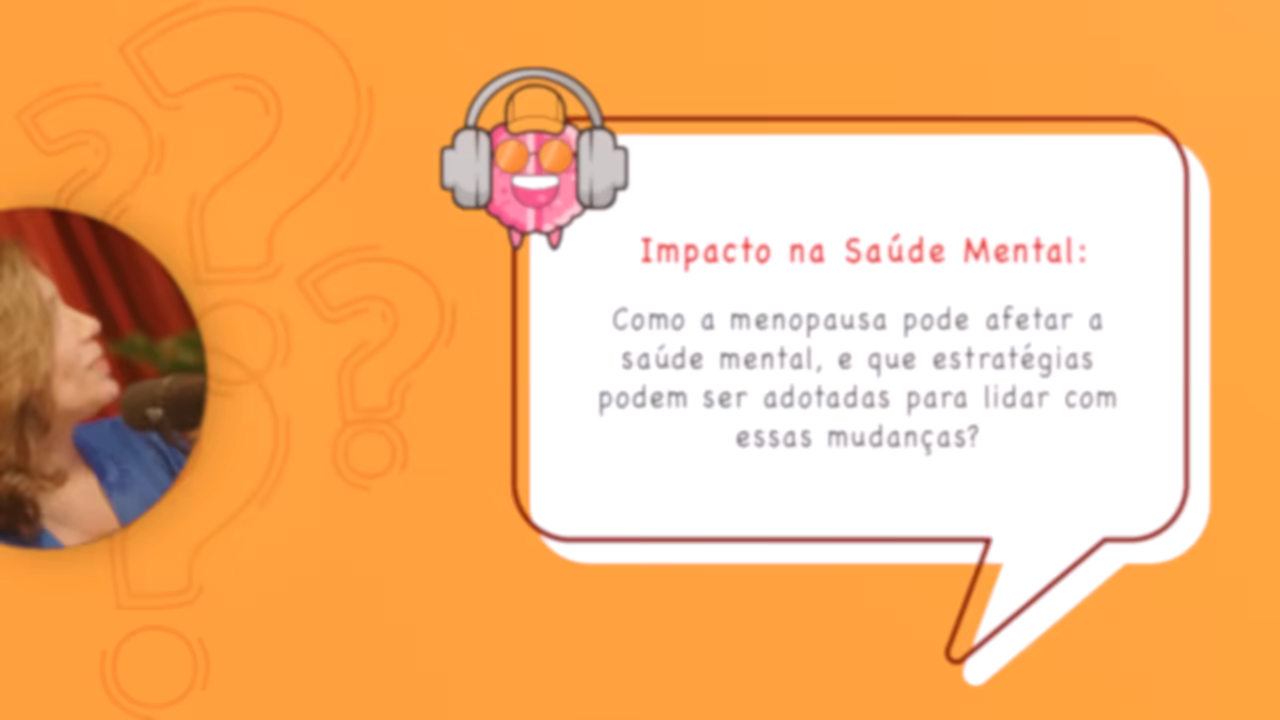 Impacto na Saúde Mental:
Como a menopausa pode afetar a
saúde mental, e que estratégias
podem ser adotadas para lidar com
essas mudanças?